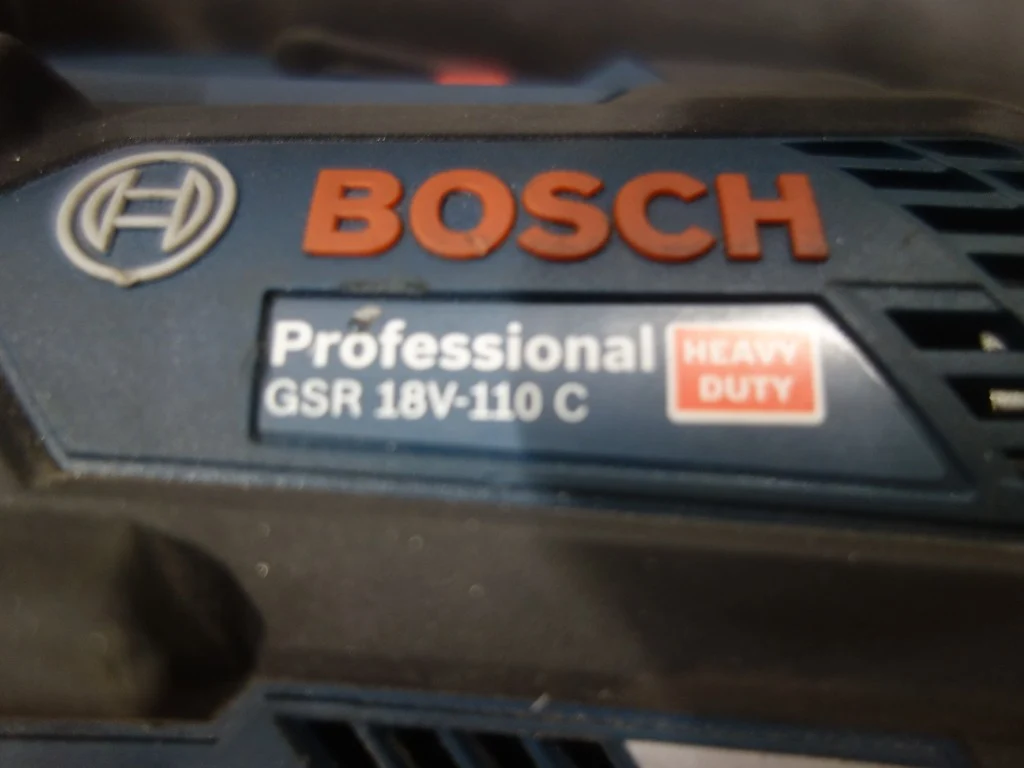 BOSCH
Professional
GSR 18V-110 C
HEAVY
DUTY